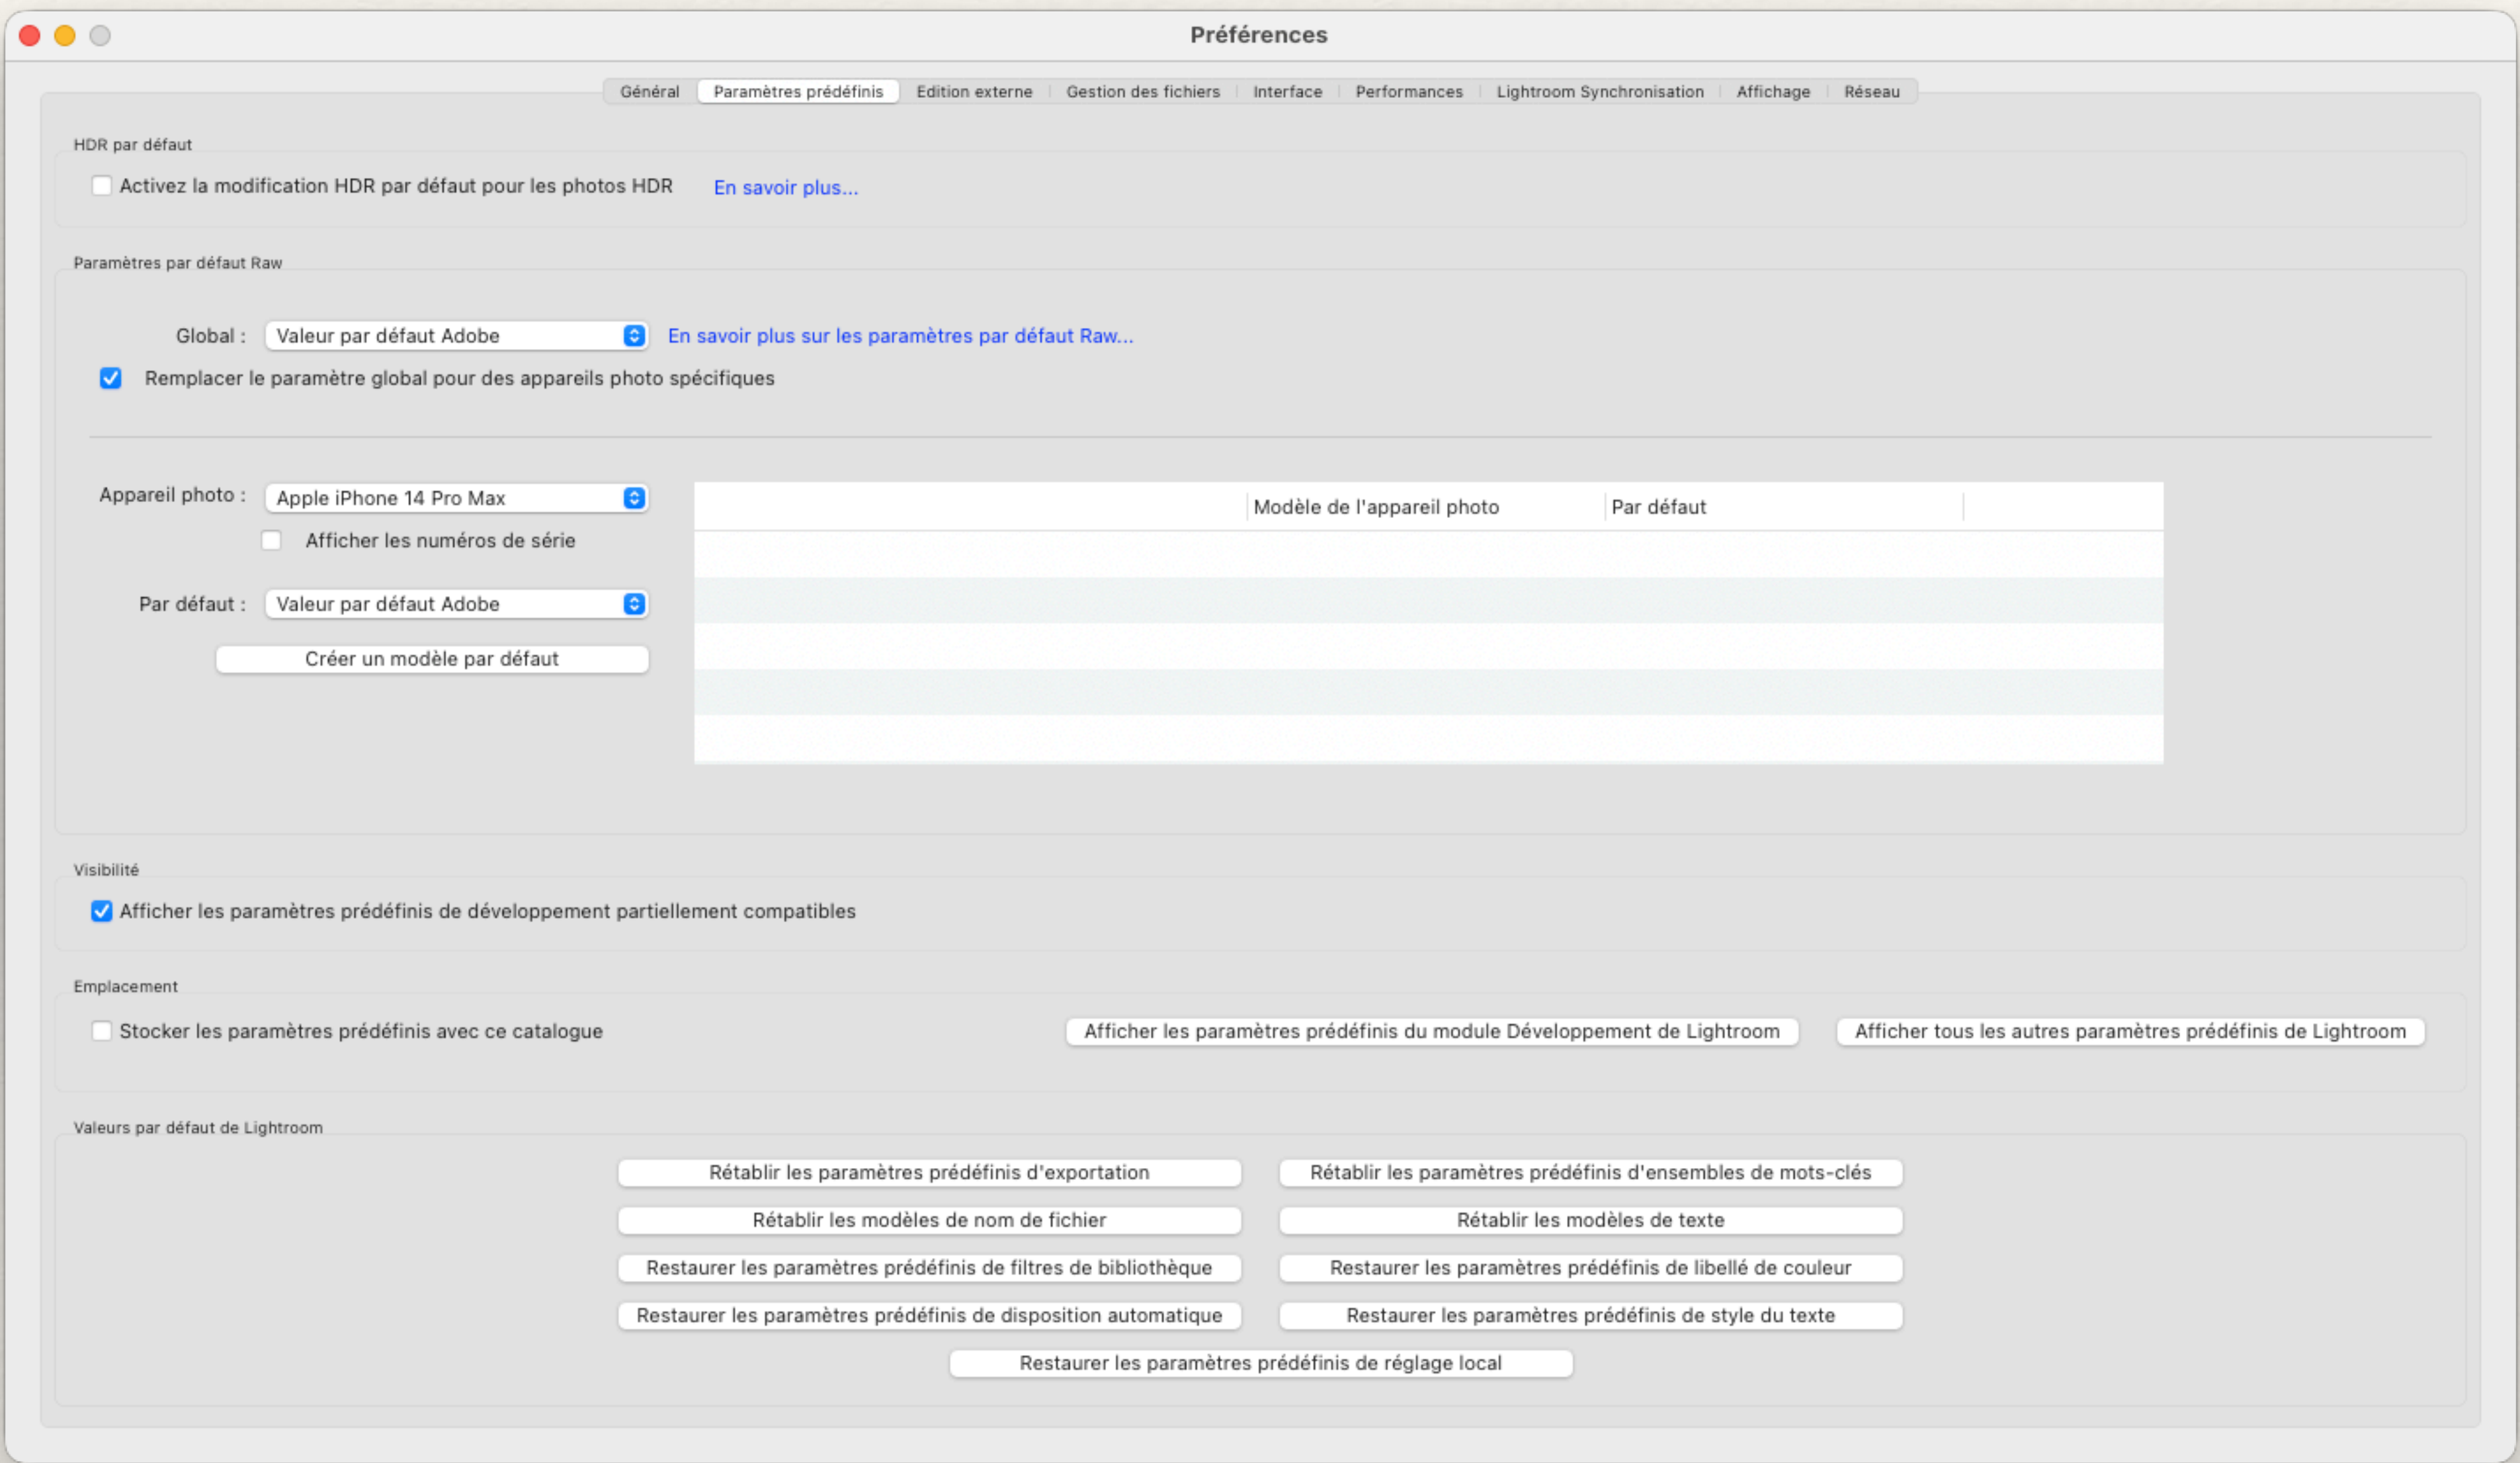 Préférences
Général Paramètres prédéfinis Edition externe Gestion des fichiers Interface Performances Lightroom Synchronisation Affichage Réseau
HDR par défaut
Activez la modification HDR par défaut pour les photos HDR En savoir plus...
Paramètres par défaut Raw
Global : Valeur par défaut Adobe En savoir plus sur les paramètres par défaut Raw...
Remplacer le paramètre global pour des appareils photo spécifiques
Appareil photo : Apple iPhone 14 Pro Max
Modèle de l'appareil photo Par défaut
Afficher les numéros de série
Par défaut : Valeur par défaut Adobe
Créer un modèle par défaut
Visibilité
Afficher les paramètres prédéfinis de développement partiellement compatibles
Emplacement
Stocker les paramètres prédéfinis avec ce catalogue Afficher les paramètres prédéfinis du module Développement de Lightroom Afficher tous les autres paramètres prédéfinis de Lightroom
Valeurs par défaut de Lightroom
Rétablir les paramètres prédéfinis d'exportation Rétablir les paramètres prédéfinis d'ensembles de mots-clés
Rétablir les modèles de nom de fichier Rétablir les modèles de texte
Restaurer les paramètres prédéfinis de filtres de bibliothèque Restaurer les paramètres prédéfinis de libellé de couleur
Restaurer les paramètres prédéfinis de disposition automatique Restaurer les paramètres prédéfinis de style du texte
Restaurer les paramètres prédéfinis de réglage local